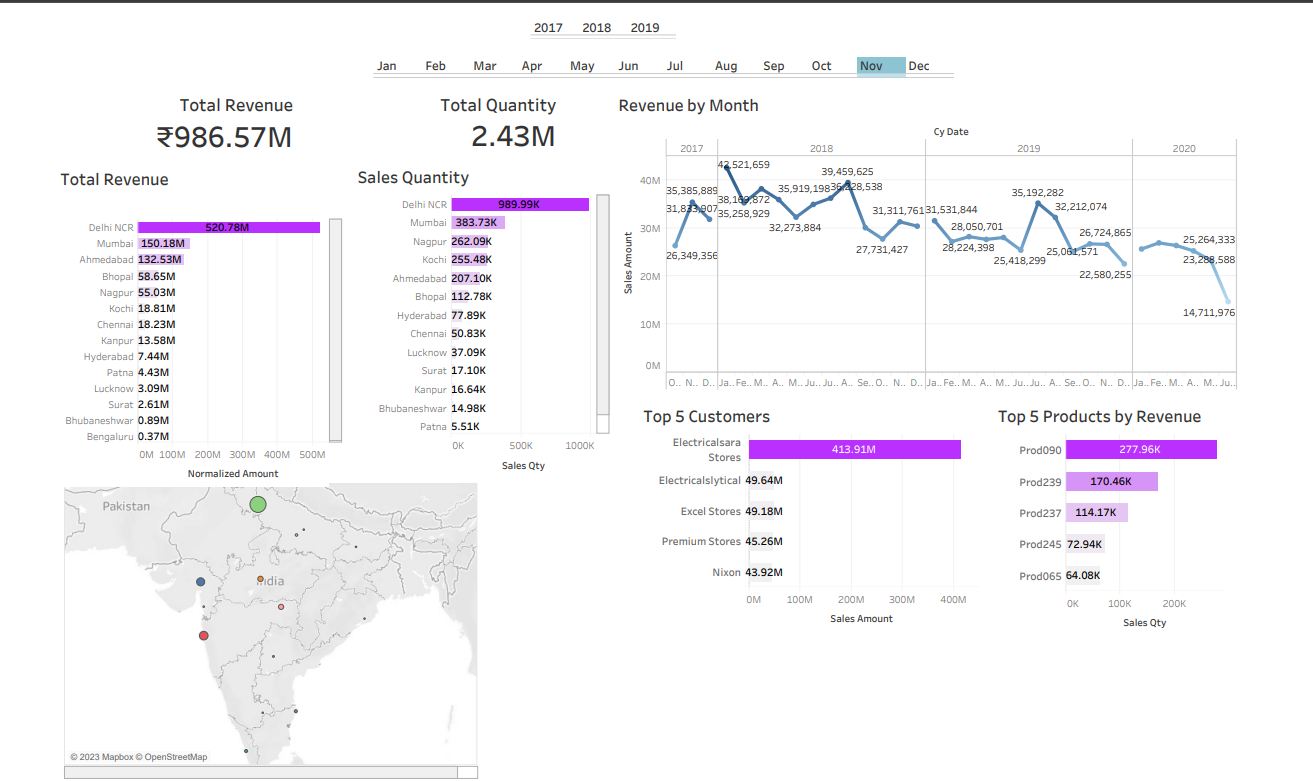 2017 2018 2019
Jan Feb Mar Apr May Jun Jul Aug Sep Oct Nov Dec
Total Revenue
₹986.57M
Total Quantity
2.43M
Total Revenue
Delhi NCR 520.78M
Mumbai 150.18M
Ahmedabad 132.53M
Bhopal 58.65M
Nagpur 55.03M
Kochi 18.81M
Chennai 18.23M
Kanpur 13.58M
Hyderabad 7.44M
Patna 4.43M
Lucknow 3.09M
Surat 2.61M
Bhubaneshwar 0.89M
Bengaluru 0.37M
0M 100M 200M 300M 400M 500M
Normalized Amount
Sales Quantity
Delhi NCR 989.99K
Mumbai 383.73K
Nagpur 262.09K
Kochi 255.48K
Ahmedabad 207.10K
Bhopal 112.78K
Hyderabad 77.89K
Chennai 50.83K
Lucknow 37.09K
Surat 17.10K
Kanpur 16.64K
Bhubaneshwar 14.98K
Patna 5.51K
0K 500K 1000K
Sales Qty
Revenue by Month
Cy Date
2017 2018 2019 2020
Sales Amount
40M
30M
20M
10M
0M
42,521,659
39,459,625
35,385,889 38,169,872 35,919,198 36,228,538 35,192,282
31,833,907 35,258,929 31,311,761 31,531,844 32,212,074
32,273,884 28,050,701 26,724,865 25,264,333
26,349,356 27,731,427 28,224,398 25,061,571 23,288,588
25,418,299 22,580,255
14,711,976
O.. N.. D.. Ja.. Fe.. M.. A.. M.. Ju.. Ju.. A.. Se.. O.. N.. D.. Ja.. Fe.. M.. A.. M.. Ju.. Ju.. A.. Se.. O.. N.. D.. Ja.. Fe.. M.. A.. M.. Ju..
Top 5 Customers
Electricalsara
Stores 413.91M
Electricalslytical 49.64M
Excel Stores 49.18M
Premium Stores 45.26M
Nixon 43.92M
0M 100M 200M 300M 400M
Sales Amount
Top 5 Products by Revenue
Prod090 277.96K
Prod239 170.46K
Prod237 114.17K
Prod245 72.94K
Prod065 64.08K
0K 100K 200K
Sales Qty
Pakistan
India
© 2023 Mapbox © OpenStreetMap